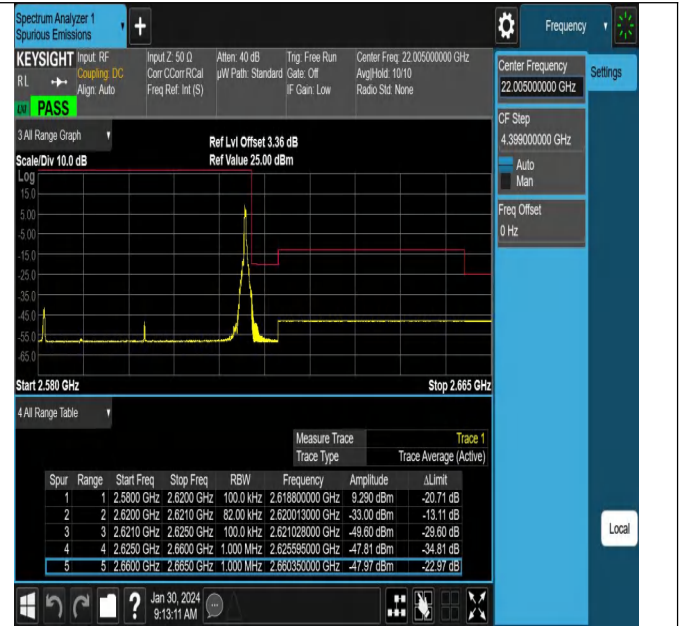 Spectrum Analyzer 1
Spurious Emissions
Frequency
KEYSIGHT
RL
PASS
Input: RF
Coupling: DC
Align: Auto
Input Z: 50 Ω
Corr CCorr RCal
Freq Ref: Int (S)
Atten: 40 dB
µW Path: Standard
Trig: Free Run
Gate: Off
IF Gain: Low
Center Freq: 22.005000000 GHz
Avg|Hold: 10/10
Radio Std: None
Center Frequency
22.005000000 GHz
Settings
CF Step
4.399000000 GHz
Auto
Man
Freq Offset
0 Hz
3 All Range Graph
Scale/Div 10.0 dB
Ref Lvl Offset 3.36 dB
Ref Value 25.00 dBm
Log
15.0
5.00
-5.00
-15.0
-25.0
-35.0
-45.0
-55.0
-65.0
Start 2.580 GHz
Stop 2.665 GHz
4 All Range Table
Measure Trace Trace 1
Trace Type Trace Average (Active)
Spur Range Start Freq Stop Freq RBW Frequency Amplitude ΔLimit
1 1 2.5800 GHz 2.6200 GHz 100.0 kHz 2.618800000 GHz 9.290 dBm -20.71 dB
2 2 2.6200 GHz 2.6210 GHz 82.00 kHz 2.620013000 GHz -33.00 dBm -13.11 dB
3 3 2.6210 GHz 2.6250 GHz 100.0 kHz 2.621028000 GHz -49.60 dBm -29.60 dB
4 4 2.6250 GHz 2.6600 GHz 1.000 MHz 2.625595000 GHz -47.81 dBm -34.81 dB
5 5 2.6600 GHz 2.6650 GHz 1.000 MHz 2.660350000 GHz -47.97 dBm -22.97 dB
Local
Jan 30, 2024
9:13:11 AM